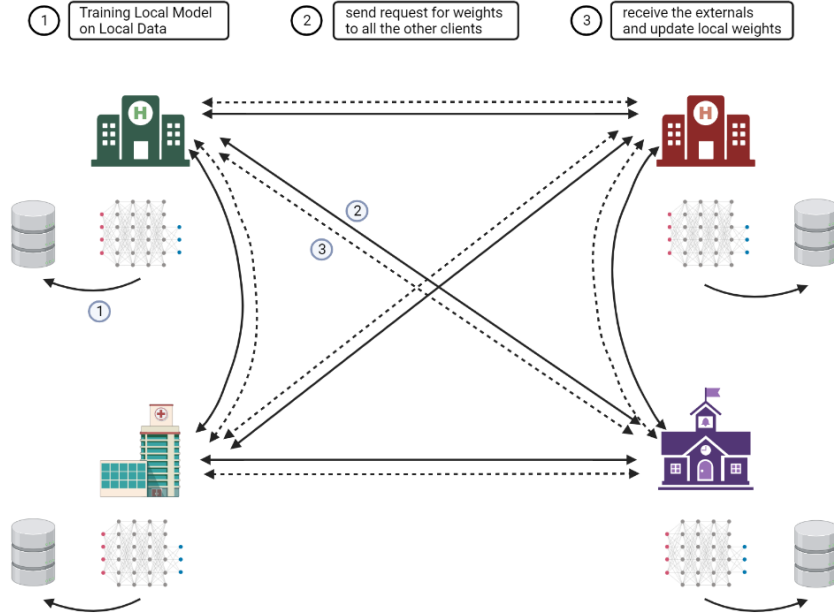 1
Training Local Model
on Local Data
2
send request for weights
to all the other clients
3
receive the externals
and update local weights
H
H
2
3
1